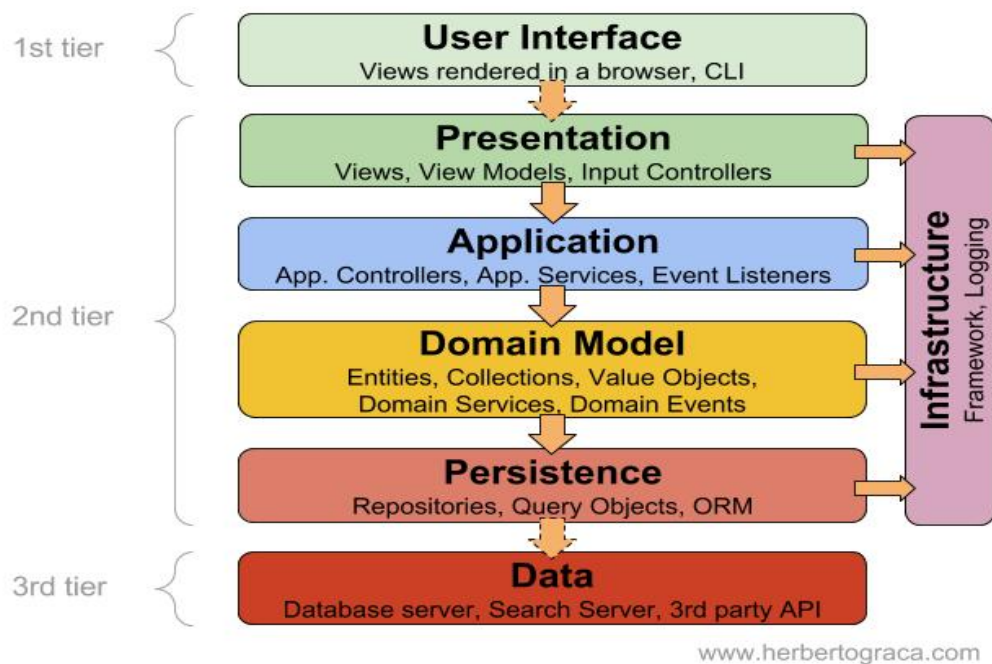 1st tier
User Interface
Views rendered in a browser, CLI
2nd tier
Presentation
Views, View Models, Input Controllers
Application
App. Controllers, App. Services, Event Listeners
Domain Model
Entities, Collections, Value Objects,
Domain Services, Domain Events
Persistence
Repositories, Query Objects, ORM
Infrastructure
Framework, Logging
3rd tier
Data
Database server, Search Server, 3rd party API
www.herbertograca.com